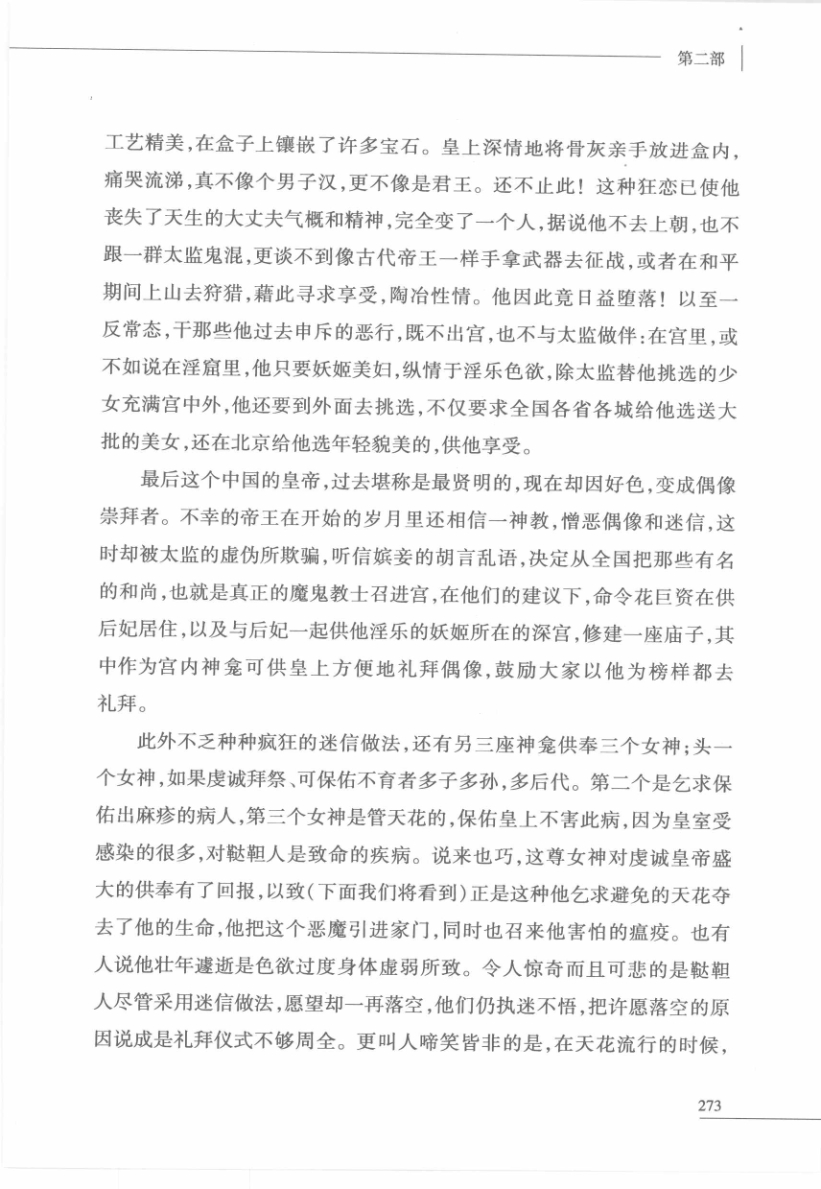 第二部
工艺精美,在盒子上镶嵌了许多宝石。皇上深情地将骨灰亲手放进盒内,
痛哭流涕,真不像个男子汉,更不像是君王。还不止此！这种狂恋已使他
丧失了天生的大丈夫气概和精神,完全变了一个人,据说他不去上朝,也不
跟一群太监鬼混,更谈不到像古代帝王一样手拿武器去征战,或者在和平
期间上山去狩猎,藉此寻求享受,陶冶性情。他因此竟日益堕落！以至一
反常态,干那些他过去申斥的恶行,既不出宫,也不与太监做伴:在宫里,或
不如说在淫窟里,他只要妖姬美妇,纵情于淫乐色欲,除太监替他挑选的少
女充满宫中外,他还要到外面去挑选,不仅要求全国各省各城给他选送大
批的美女,还在北京给他选年轻貌美的,供他享受。
最后这个中国的皇帝,过去堪称是最贤明的,现在却因好色,变成偶像
崇拜者。不幸的帝王在开始的岁月里还相信一神教,憎恶偶像和迷信,这
时却被太监的虚伪所欺骗,听信嫔妾的胡言乱语,决定从全国把那些有名
的和尚,也就是真正的魔鬼教士召进宫,在他们的建议下,命令花巨资在供
后妃居住,以及与后妃一起供他淫乐的妖姬所在的深宫,修建一座庙子,其
中作为宫内神龛可供皇上方便地礼拜偶像,鼓励大家以他为榜样都去
礼拜。
此外不乏种种疯狂的迷信做法,还有另三座神龛供奉三个女神;头一
个女神,如果虔诚拜祭、可保佑不育者多子多孙,多后代。第二个是乞求保
佑出麻疹的病人,第三个女神是管天花的,保佑皇上不害此病,因为皇室受
感染的很多,对鞑靼人是致命的疾病。说来也巧,这尊女神对虔诚皇帝盛
大的供奉有了回报,以致(下面我们将看到)正是这种他乞求避免的天花夺
去了他的生命,他把这个恶魔引进家门,同时也召来他害怕的瘟疫。也有
人说他壮年遽逝是色欲过度身体虚弱所致。令人惊奇而且可悲的是鞑靼
人尽管采用迷信做法,愿望却一再落空,他们仍执迷不悟,把许愿落空的原
因说成是礼拜仪式不够周全。更叫人啼笑皆非的是,在天花流行的时候,
273